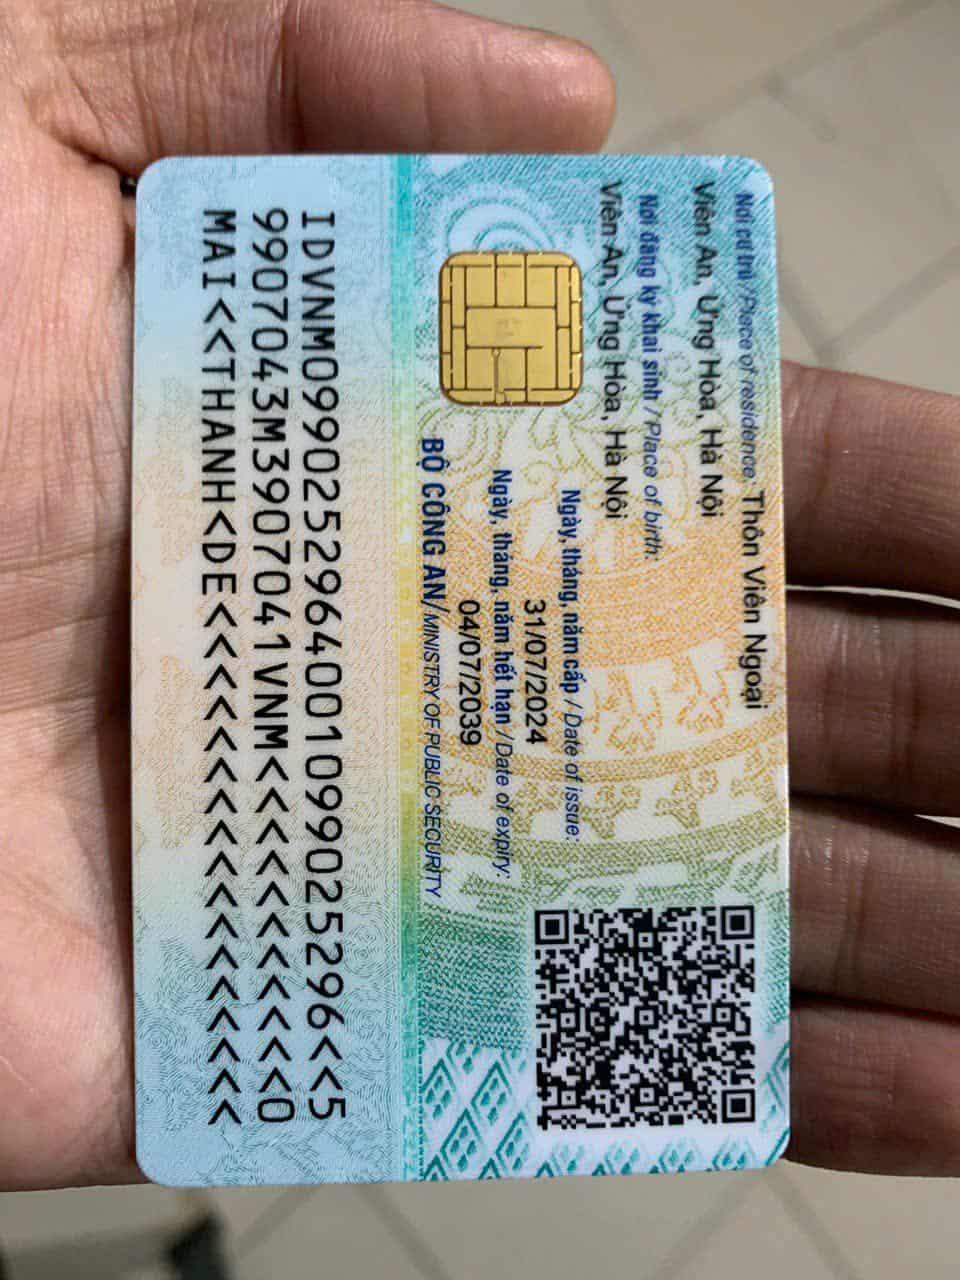 Nơi cư trú / Place of residence: Thôn Viên Ngoại
Viên An, Ứng Hòa, Hà Nội
Nơi đăng ký khai sinh / Place of birth:
Viên An, Ứng Hòa, Hà Nội
Ngày, tháng, năm cấp / Date of issue:
31/07/2024
Ngày, tháng, năm hết hạn / Date of expiry:
04/07/2039
BỘ CÔNG AN/MINISTRY OF PUBLIC SECURITY
IDVNM0990252964001099025296<<5
9907043M3907041VNM<<<<<<<<<<<0
MAI<<THANH<DE<<<<<<<<<<<<<<<<<